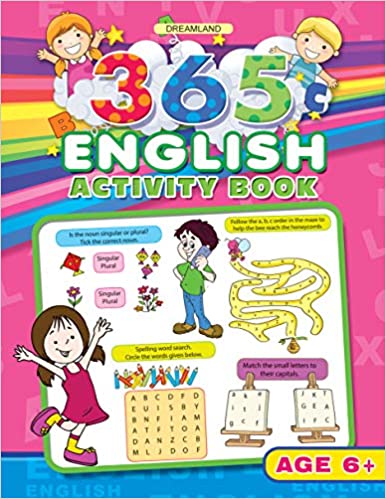 DREAMLAND
365
B
C
ENGLISH
ACTIVITY BOOK
Is the noun singular or plural?
Tick the correct noun.
Singular
Plural
Singular
Plural
Follow the a, b, c order in the maze to
help the bee reach the honeycomb.
Spelling word search.
Circle the words given below.
A B C D F D
E U I S B Y
B N B F A M
A T F F O O
D A N Z C B
M F C D B L
Match the small letters to
their capitals.
AGE 6+
ENGLISH